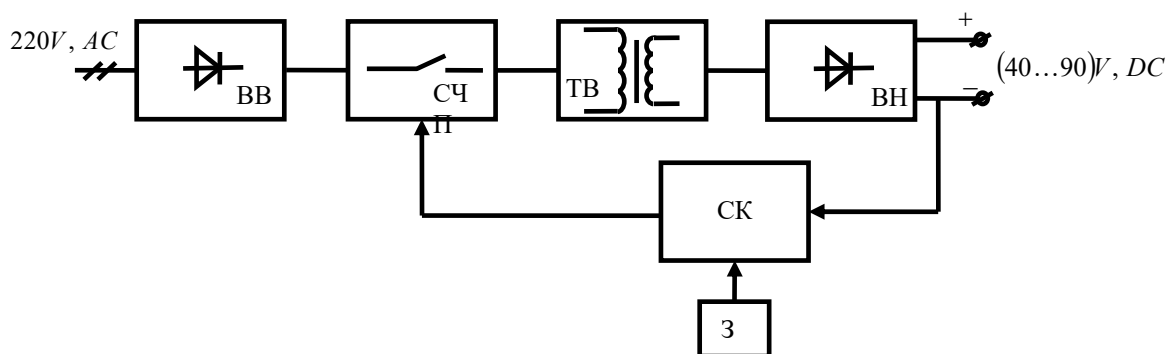 220V, AC
ВВ
СЧ
П
ТВ
ВН
+
−
(40…90)V, DC
СК
З